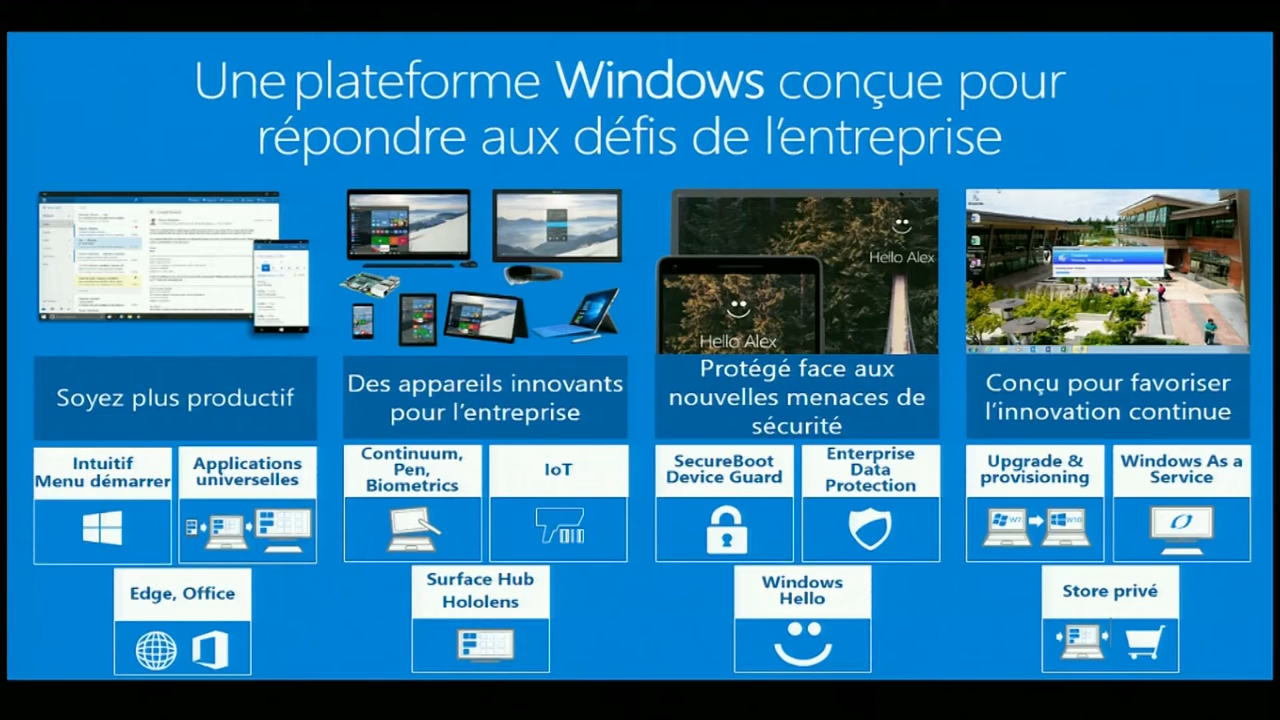 Une plateforme Windows conçue pour
répondre aux défis de l'entreprise
Hello Alex
Hello Alex
Soyez plus productif
Des appareils innovants
pour l'entreprise
Protégé face aux
nouvelles menaces de
sécurité
Conçu pour favoriser
l'innovation continue
Intuitif
Menu démarrer
Applications
universelles
Continuum,
Pen,
Biometrics
IoT
SecureBoot
Device Guard
Enterprise
Data
Protection
Upgrade &
provisioning
W7
W10
Windows As a
Service
Edge, Office
Surface Hub
Hololens
Windows
Hello
Store privé